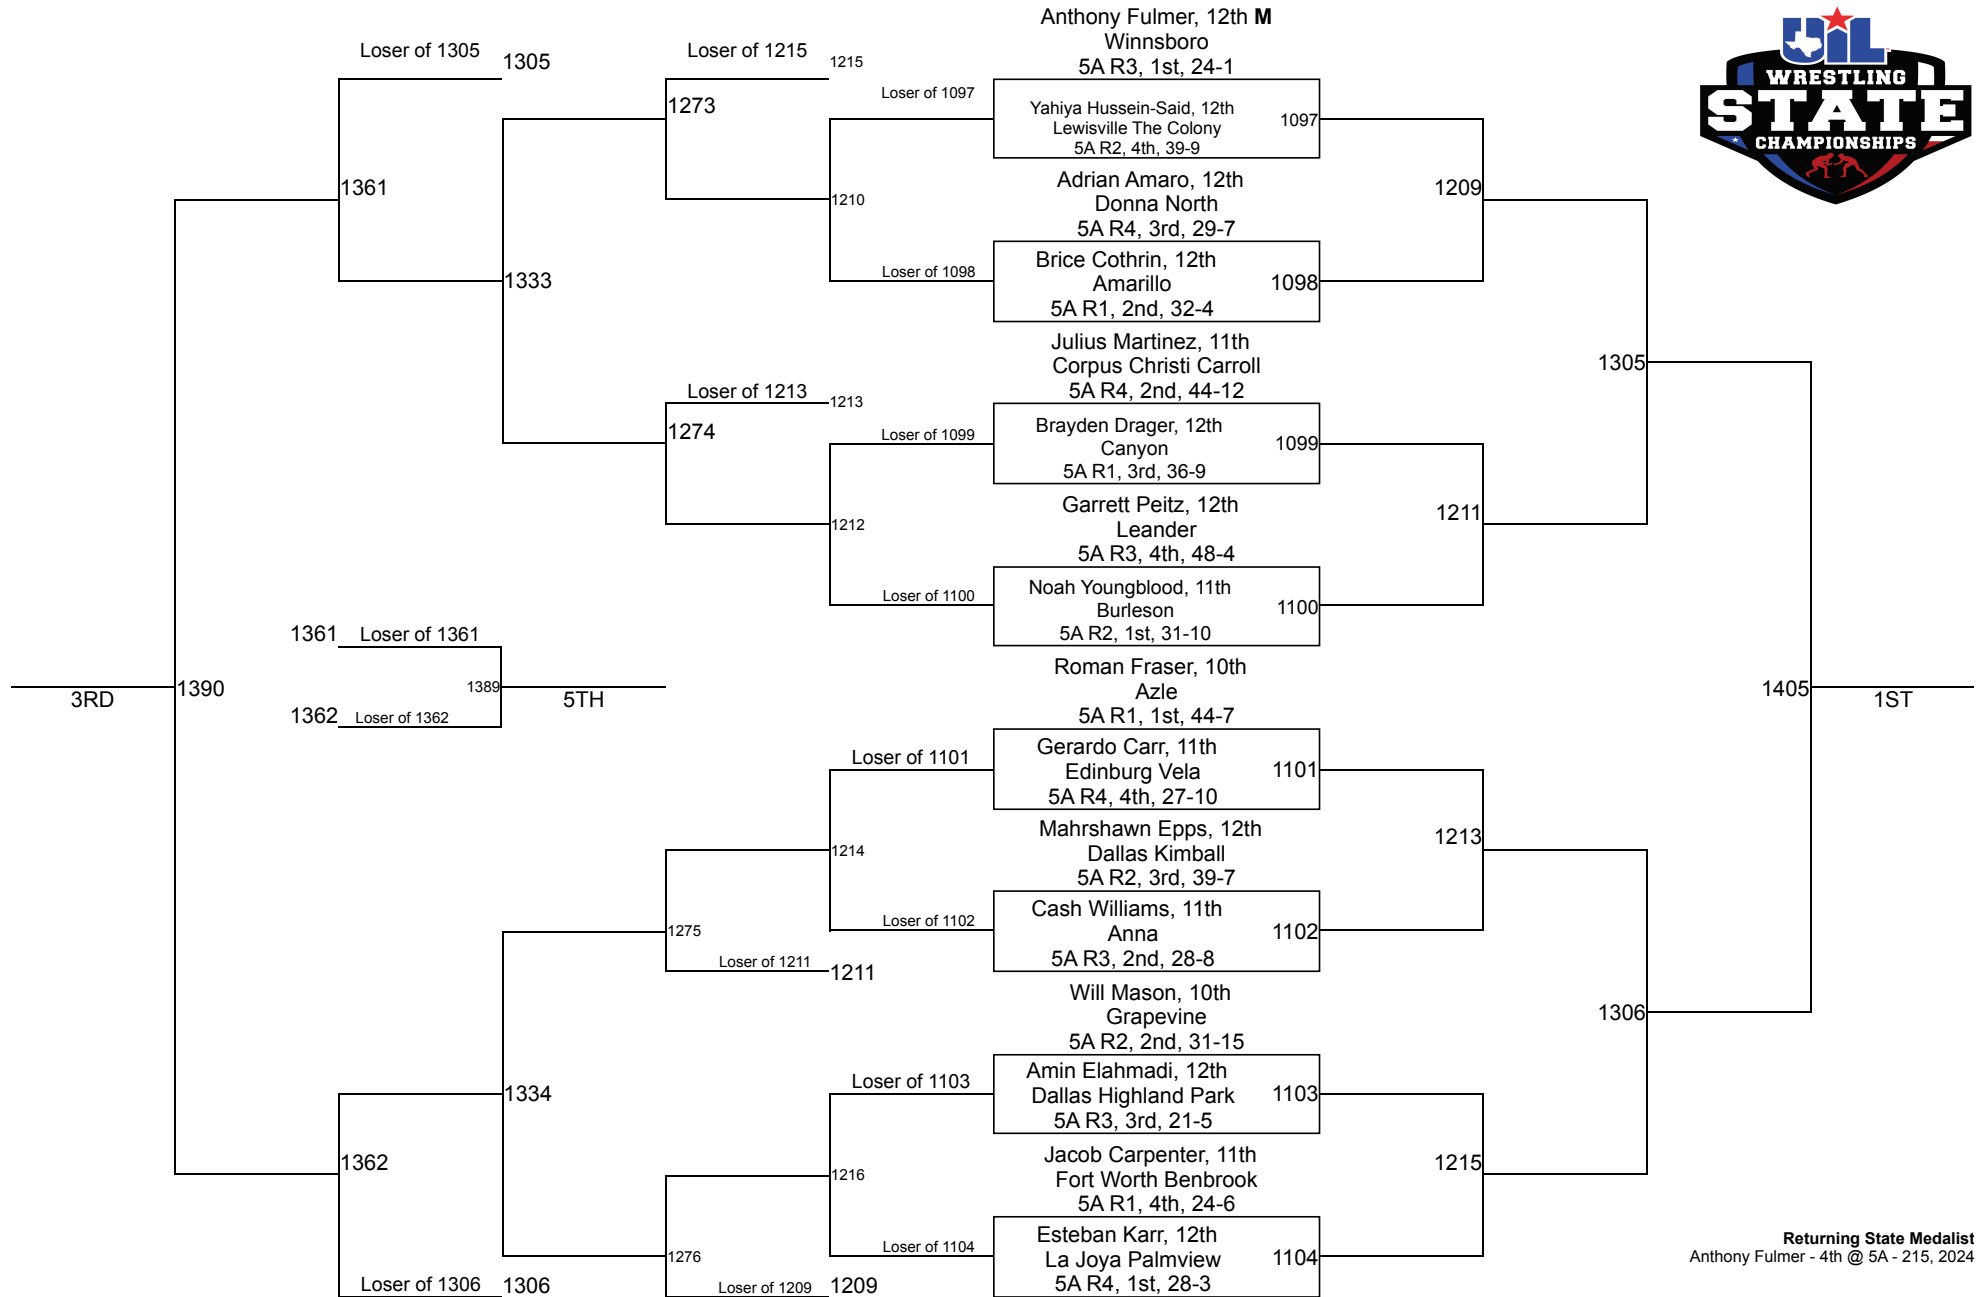 Loser of 1305
1305
1361
1333
Loser of 1215
1215
1273
1210
Loser of 1213
1213
1274
1212
Loser of 1097
Loser of 1098
Loser of 1099
Loser of 1100
Anthony Fulmer, 12th M
Winnsboro
5A R3, 1st, 24-1
Yahiya Hussein-Said, 12th
Lewisville The Colony
5A R2, 4th, 39-9
1097
Adrian Amaro, 12th
Donna North
5A R4, 3rd, 29-7
Brice Cothrin, 12th
Amarillo
5A R1, 2nd, 32-4
1098
Julius Martinez, 11th
Corpus Christi Carroll
5A R4, 2nd, 44-12
Brayden Drager, 12th
Canyon
5A R1, 3rd, 36-9
1099
Garrett Peitz, 12th
Leander
5A R3, 4th, 48-4
Noah Youngblood, 11th
Burleson
5A R2, 1st, 31-10
1100
1209
1211
1305
UIL
WRESTLING
STATE
CHAMPIONSHIPS
3RD
1390
1361
Loser of 1361
1362
Loser of 1362
1389
5TH
1405
1ST
Roman Fraser, 10th
Azle
5A R1, 1st, 44-7
Gerardo Carr, 11th
Edinburg Vela
5A R4, 4th, 27-10
1101
Mahrshawn Epps, 12th
Dallas Kimball
5A R2, 3rd, 39-7
Cash Williams, 11th
Anna
5A R3, 2nd, 28-8
1102
Will Mason, 10th
Grapevine
5A R2, 2nd, 31-15
Amin Elahmadi, 12th
Dallas Highland Park
5A R3, 3rd, 21-5
1103
Jacob Carpenter, 11th
Fort Worth Benbrook
5A R1, 4th, 24-6
Esteban Karr, 12th
La Joya Palmview
5A R4, 1st, 28-3
1104
Loser of 1101
1214
Loser of 1102
1275
Loser of 1211
1211
Loser of 1103
1216
Loser of 1104
1276
Loser of 1209
1209
1334
1362
Loser of 1306
1306
1213
1215
1306
Returning State Medalist
Anthony Fulmer - 4th @ 5A - 215, 2024